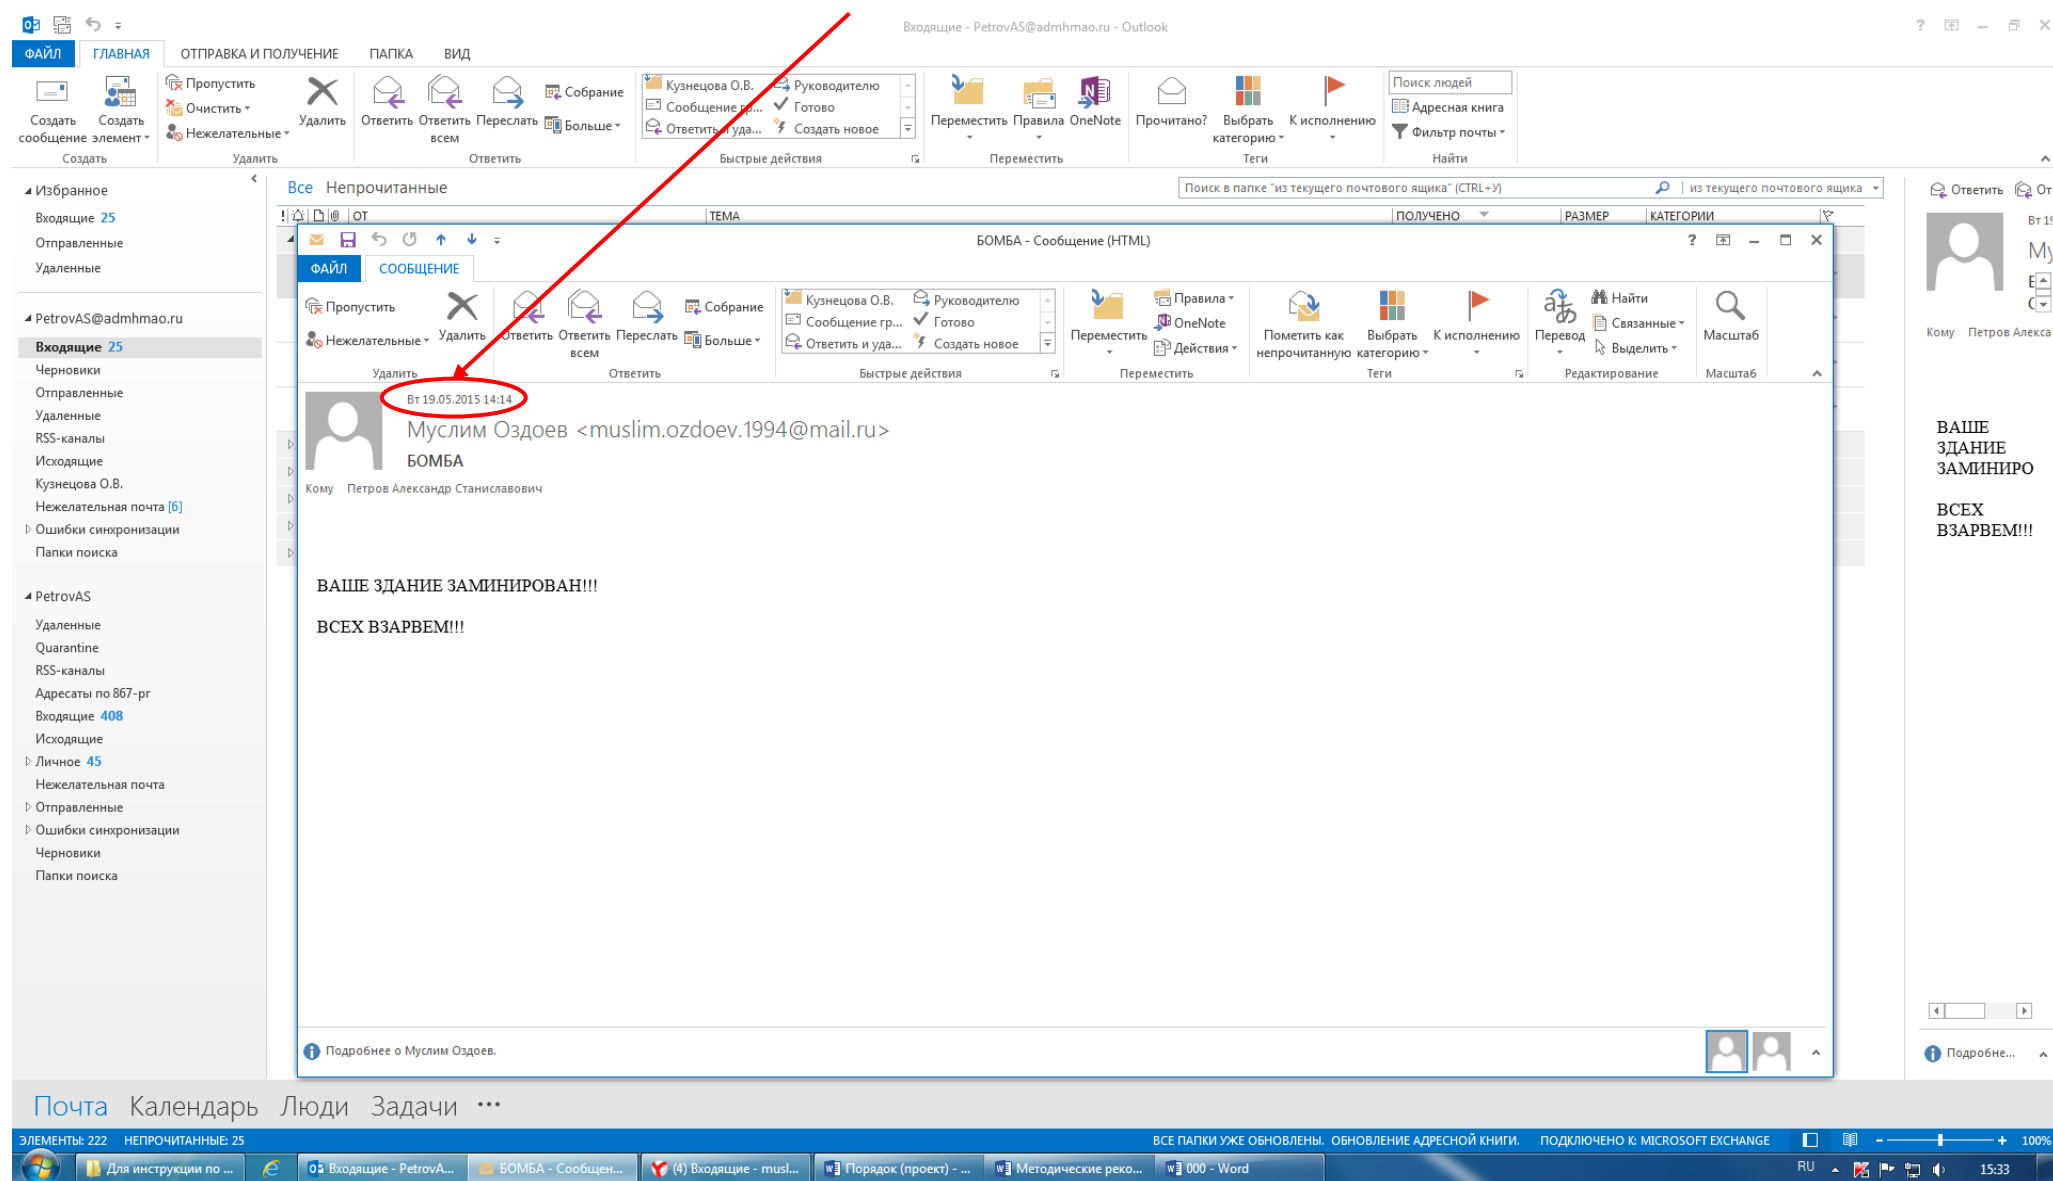 Входящие - PetrovAS@admhmao.ru - Outlook
ФАЙЛ ГЛАВНАЯ ОТПРАВКА И ПОЛУЧЕНИЕ ПАПКА ВИД
Создать сообщение
Создать элемент
Создать
Пропустить
Очистить
Нежелательные
Удалить
Удалить
Ответить
Ответить всем
Переслать
Собрание
Больше
Ответить
Кузнецова О.В.
Сообщение гр...
Ответить и уда...
Руководителю
Готово
Создать новое
Быстрые действия
Переместить
Правила
OneNote
Переместить
Прочитано?
Выбрать категорию
К исполнению
Теги
Поиск людей
Адресная книга
Фильтр почты
Найти
Избранное
Входящие 25
Отправленные
Удаленные
PetrovAS@admhmao.ru
Входящие 25
Черновики
Отправленные
Удаленные
RSS-каналы
Исходящие
Кузнецова О.В.
Нежелательная почта [6]
Ошибки синхронизации
Папки поиска
PetrovAS
Удаленные
Quarantine
RSS-каналы
Адресаты по 867-рг
Входящие 408
Исходящие
Личное 45
Нежелательная почта
Отправленные
Ошибки синхронизации
Черновики
Папки поиска
Все Непрочитанные
Поиск в папке "из текущего почтового ящика" (CTRL+У)
из текущего почтового ящика
ОТ ТЕМА ПОЛУЧЕНО РАЗМЕР КАТЕГОРИИ
БОМБА - Сообщение (HTML)
ФАЙЛ СООБЩЕНИЕ
Пропустить
Нежелательные
Удалить
Удалить
Ответить
Ответить всем
Переслать
Собрание
Больше
Ответить
Кузнецова О.В.
Сообщение гр...
Ответить и уда...
Руководителю
Готово
Создать новое
Быстрые действия
Переместить
Правила
OneNote
Действия
Переместить
Пометить как непрочитанную
Выбрать категорию
К исполнению
Теги
Перевод
Найти
Связанные
Выделить
Редактирование
Масштаб
Масштаб
Вт 19.05.2015 14:14
Муслим Оздоев <muslim.ozdoev.1994@mail.ru>
БОМБА
Кому Петров Александр Станиславович
ВАШЕ ЗДАНИЕ ЗАМИНИРОВАН!!!
ВСЕХ ВЗАРВЕМ!!!
Подробнее о Муслим Оздоев.
Ответить От
Вт 19
Му
Кому Петров Алекса
ВАШЕ
ЗДАНИЕ
ЗАМИНИРО
ВСЕХ
ВЗАРВЕМ!!!
Подробне...
Почта Календарь Люди Задачи ...
ЭЛЕМЕНТЫ: 222 НЕПРОЧИТАННЫЕ: 25
ВСЕ ПАПКИ УЖЕ ОБНОВЛЕНЫ. ОБНОВЛЕНИЕ АДРЕСНОЙ КНИГИ. ПОДКЛЮЧЕНО К: MICROSOFT EXCHANGE
100%
Для инструкции по ...
Входящие - PetrovA...
БОМБА - Сообщен...
(4) Входящие - musl...
Порядок (проект) - ...
Методические реко...
000 - Word
RU
15:33